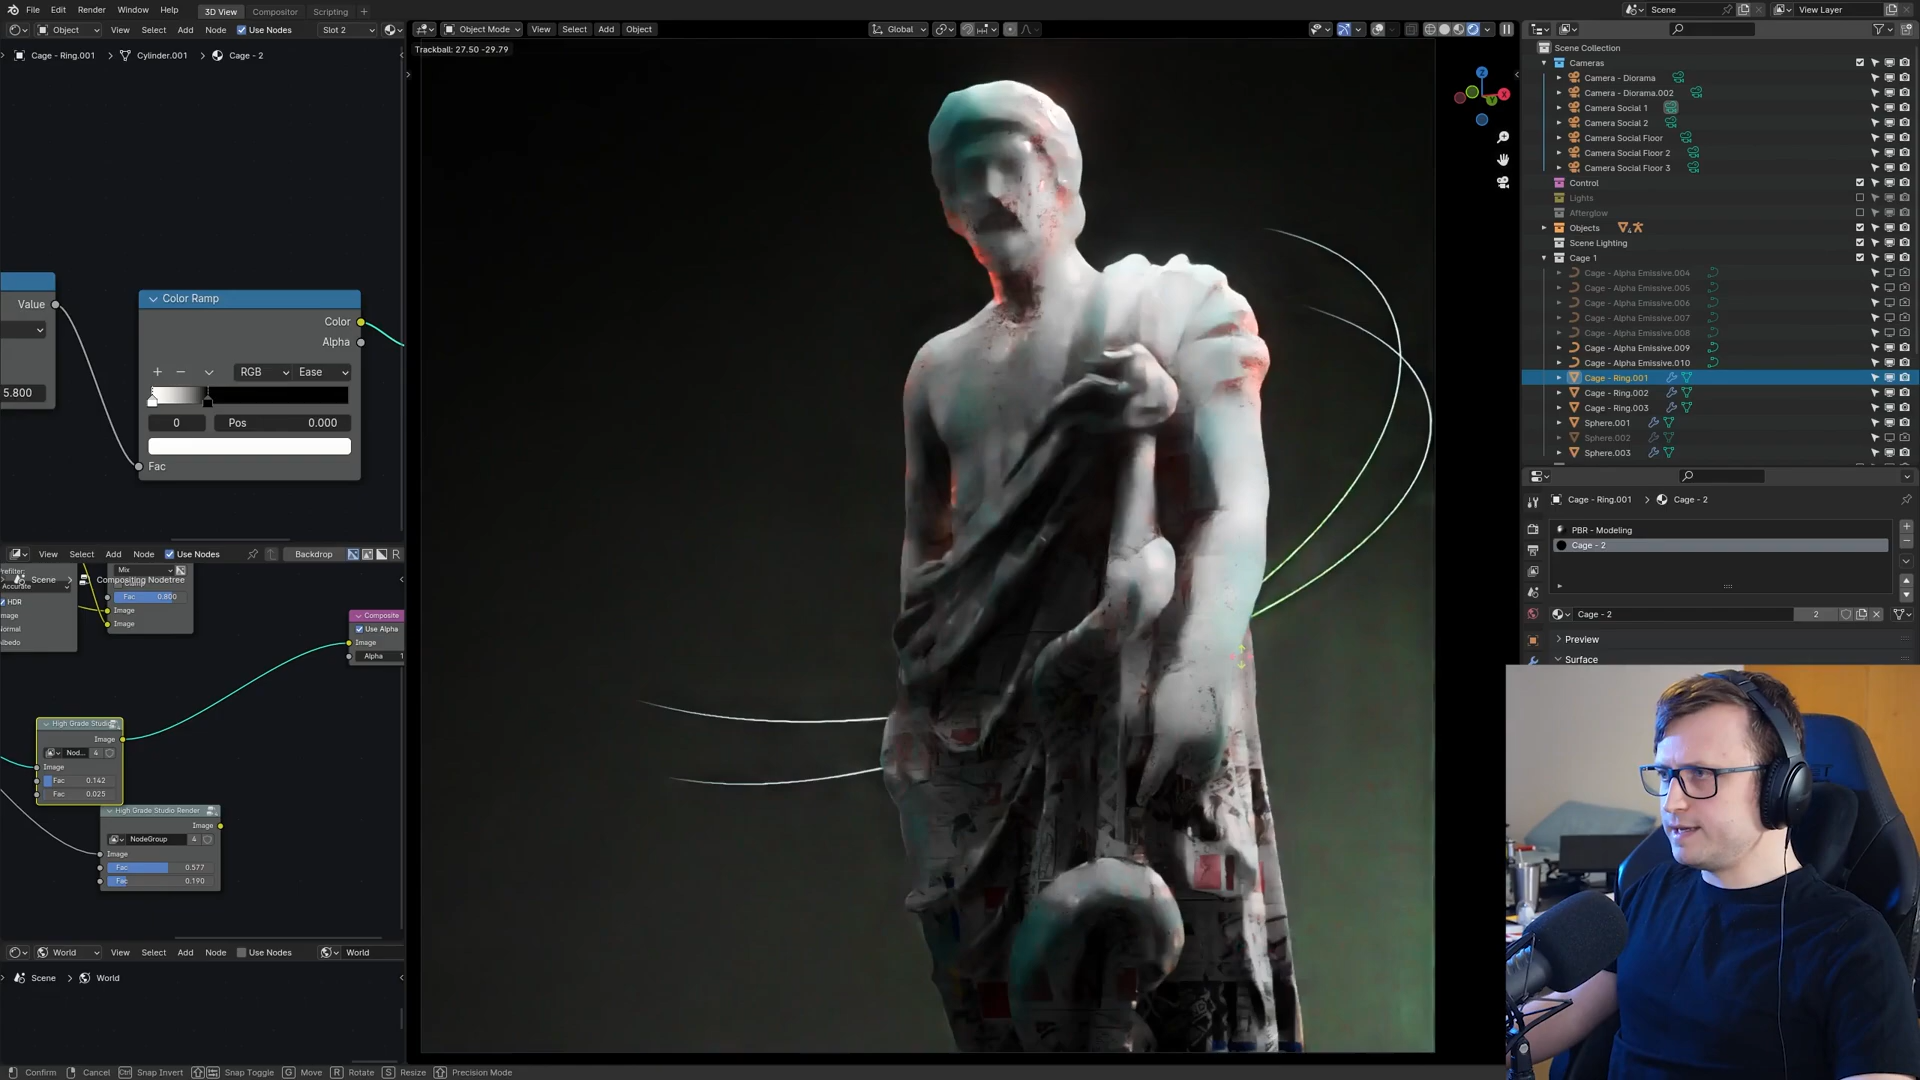 File Edit Render Window Help 3D View Compositor Scripting + Scene View Layer
Object View Select Add Node Use Nodes Slot 2
Object Mode View Select Add Object Global
Cage - Ring.001 > Cylinder.001 > Cage - 2
Trackball: 27.50 -29.79
Value
5.800
Color Ramp
Color
Alpha
RGB Ease
0 Pos 0.000
Fac
View Select Add Node Use Nodes Backdrop R
Scene > Compositing Nodetree
Mix
Accurate
HDR
Fac 0.800
Image
Image
Composite
Use Alpha
Image
Alpha 1
High Grade Studio
Image
Nod... 4
Image
Fac 0.142
Fac 0.025
High Grade Studio Render
Image
NodeGroup 4
Image
Fac 0.577
Fac 0.190
World View Select Add Node Use Nodes World
Scene > World
Confirm Cancel Ctrl Snap Invert Snap Toggle G Move R Rotate S Resize Precision Mode
Z
X
Y
Scene Collection
Cameras
Camera - Diorama
Camera - Diorama.002
Camera Social 1
Camera Social 2
Camera Social Floor
Camera Social Floor 2
Camera Social Floor 3
Control
Lights
Afterglow
Objects
Scene Lighting
Cage 1
Cage - Alpha Emissive.004
Cage - Alpha Emissive.005
Cage - Alpha Emissive.006
Cage - Alpha Emissive.007
Cage - Alpha Emissive.008
Cage - Alpha Emissive.009
Cage - Alpha Emissive.010
Cage - Ring.001
Cage - Ring.002
Cage - Ring.003
Sphere.001
Sphere.002
Sphere.003
Cage - Ring.001 > Cage - 2
PBR - Modeling
Cage - 2
Cage - 2 2
Preview
Surface